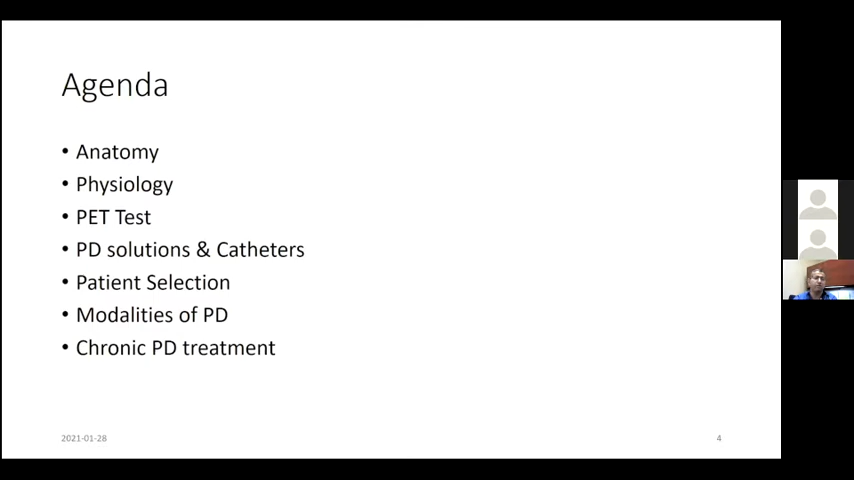 Agenda
• Anatomy
• Physiology
• PET Test
• PD solutions & Catheters
• Patient Selection
• Modalities of PD
• Chronic PD treatment
2021-01-28
4